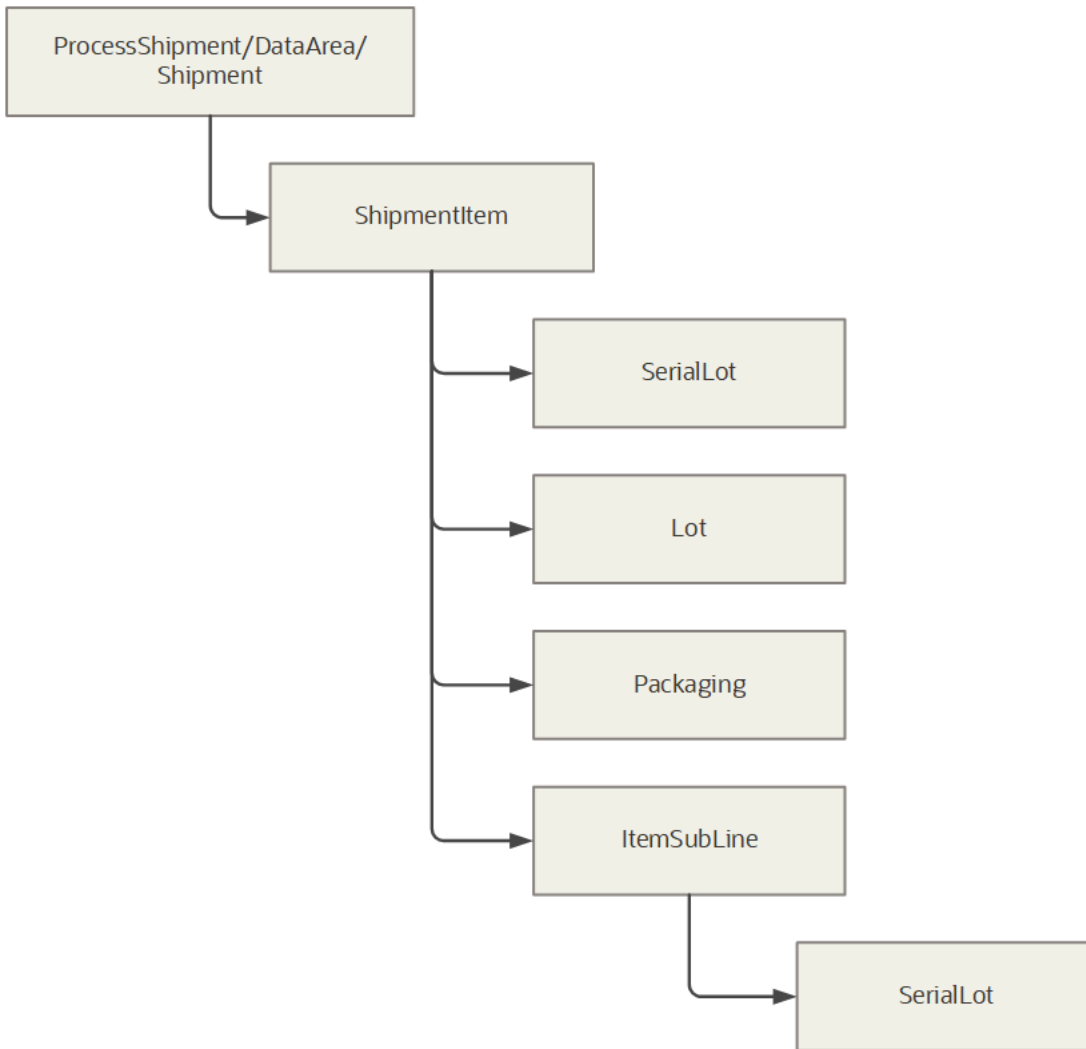 ProcessShipment/DataArea/
Shipment
ShipmentItem
SerialLot
Lot
Packaging
ItemSubLine
SerialLot